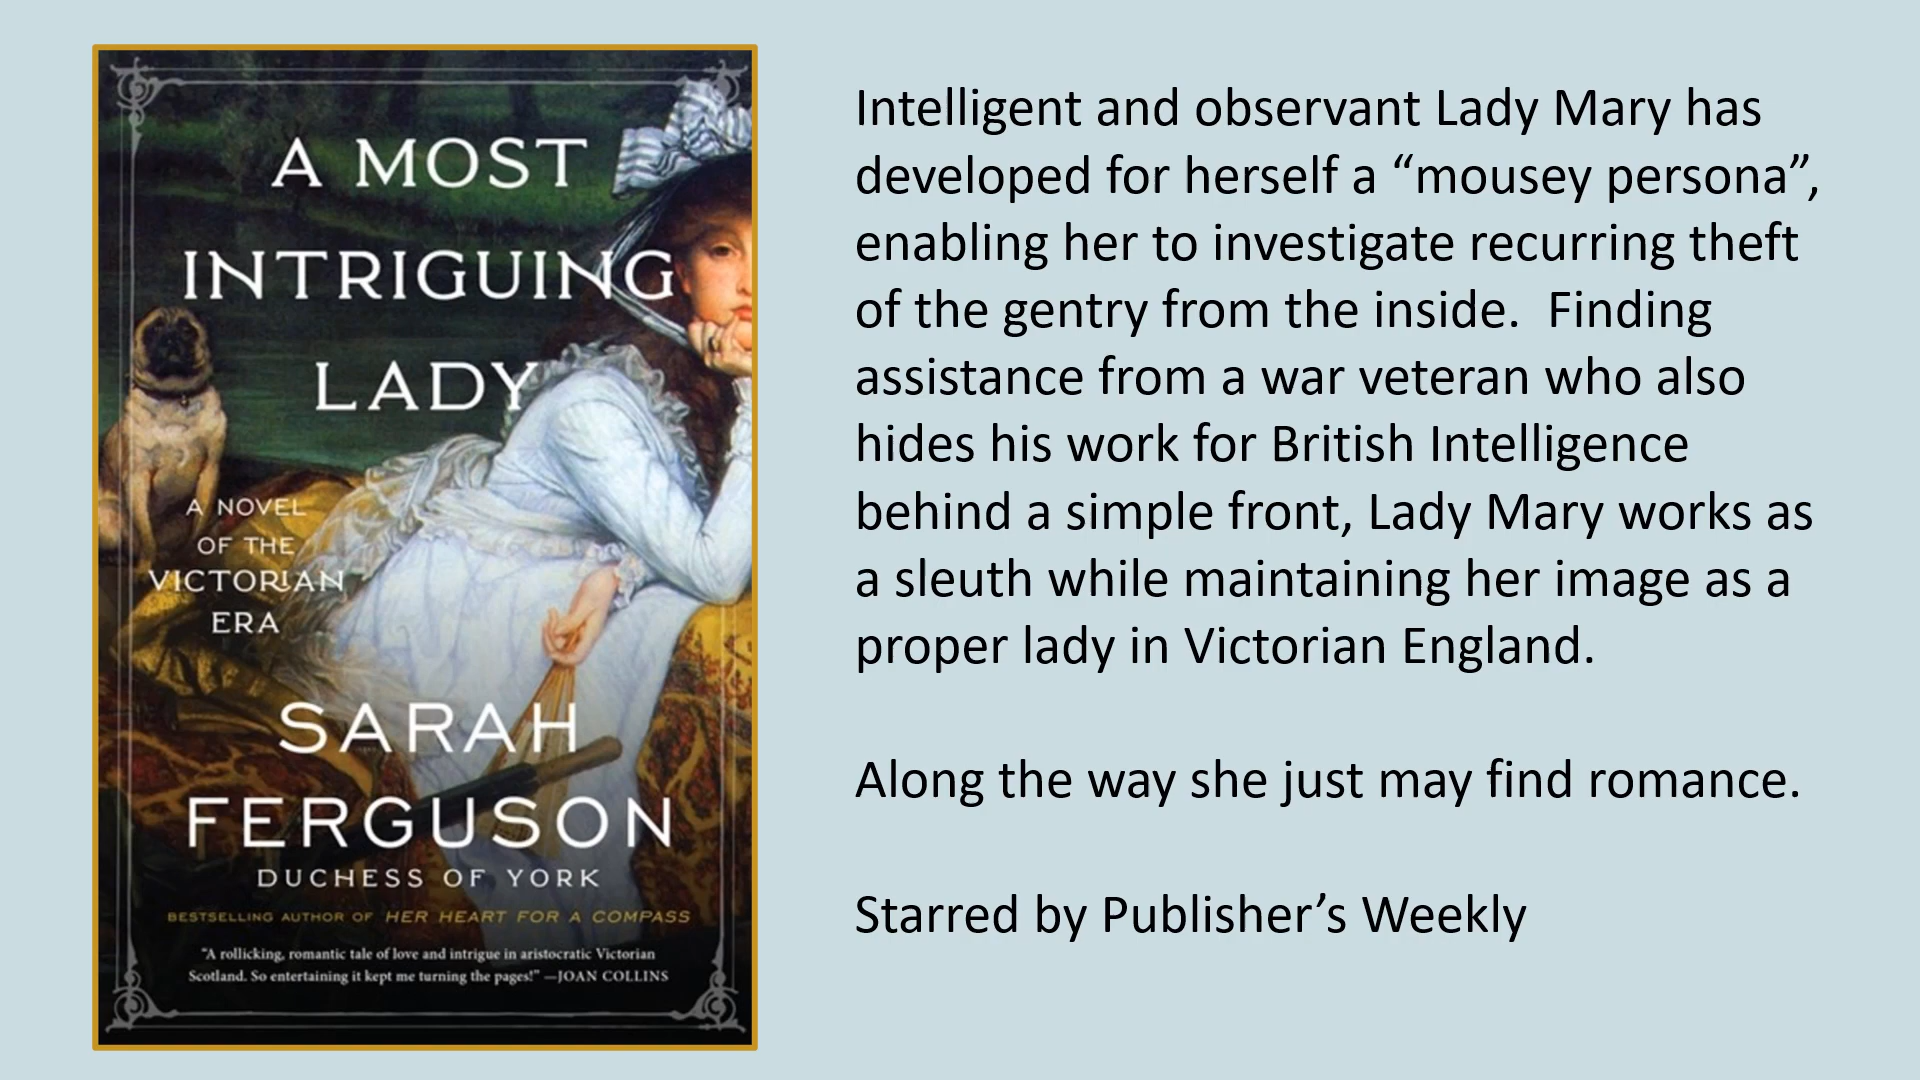 A MOST
INTRIGUING
LADY
A NOVEL
OF THE
VICTORIAN
ERA
SARAH
FERGUSON
DUCHESS OF YORK
BESTSELLING AUTHOR OF HER HEART FOR A COMPASS
“A rollicking, romantic tale of love and intrigue in aristocratic Victorian
Scotland. So entertaining it kept me turning the pages!” —JOAN COLLINS
Intelligent and observant Lady Mary has
developed for herself a “mousey persona”,
enabling her to investigate recurring theft
of the gentry from the inside.  Finding
assistance from a war veteran who also
hides his work for British Intelligence
behind a simple front, Lady Mary works as
a sleuth while maintaining her image as a
proper lady in Victorian England.
Along the way she just may find romance.
Starred by Publisher’s Weekly